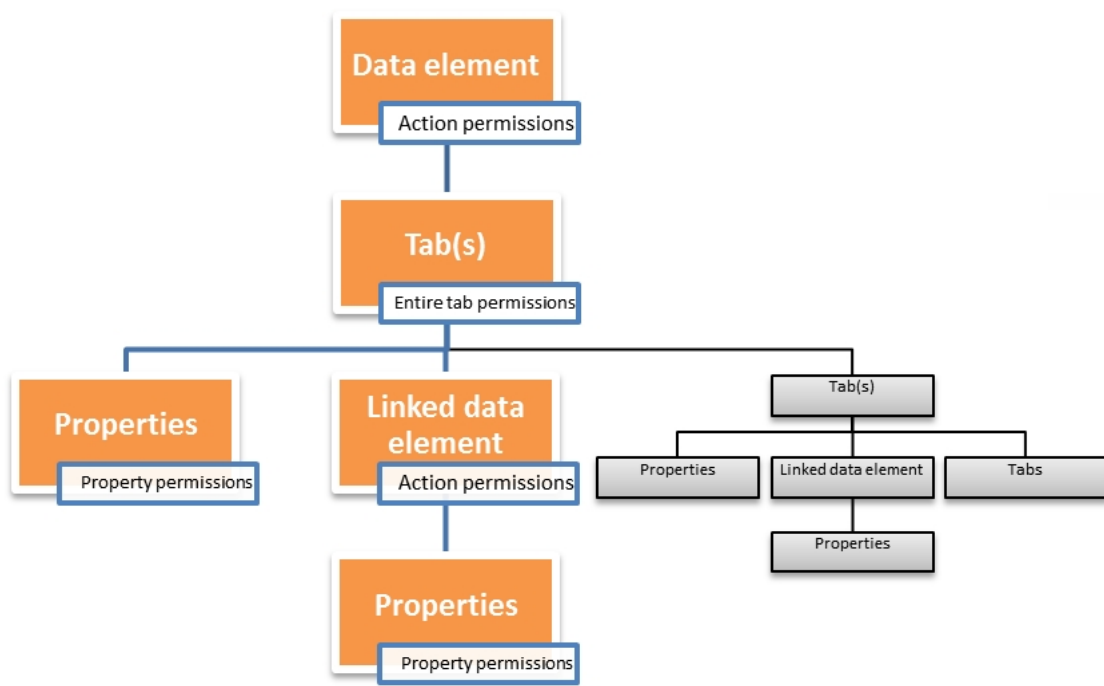 Data element
Action permissions
Tab(s)
Entire tab permissions
Properties
Property permissions
Linked data
element
Action permissions
Tab(s)
Properties
Linked data element
Tabs
Properties
Properties
Property permissions